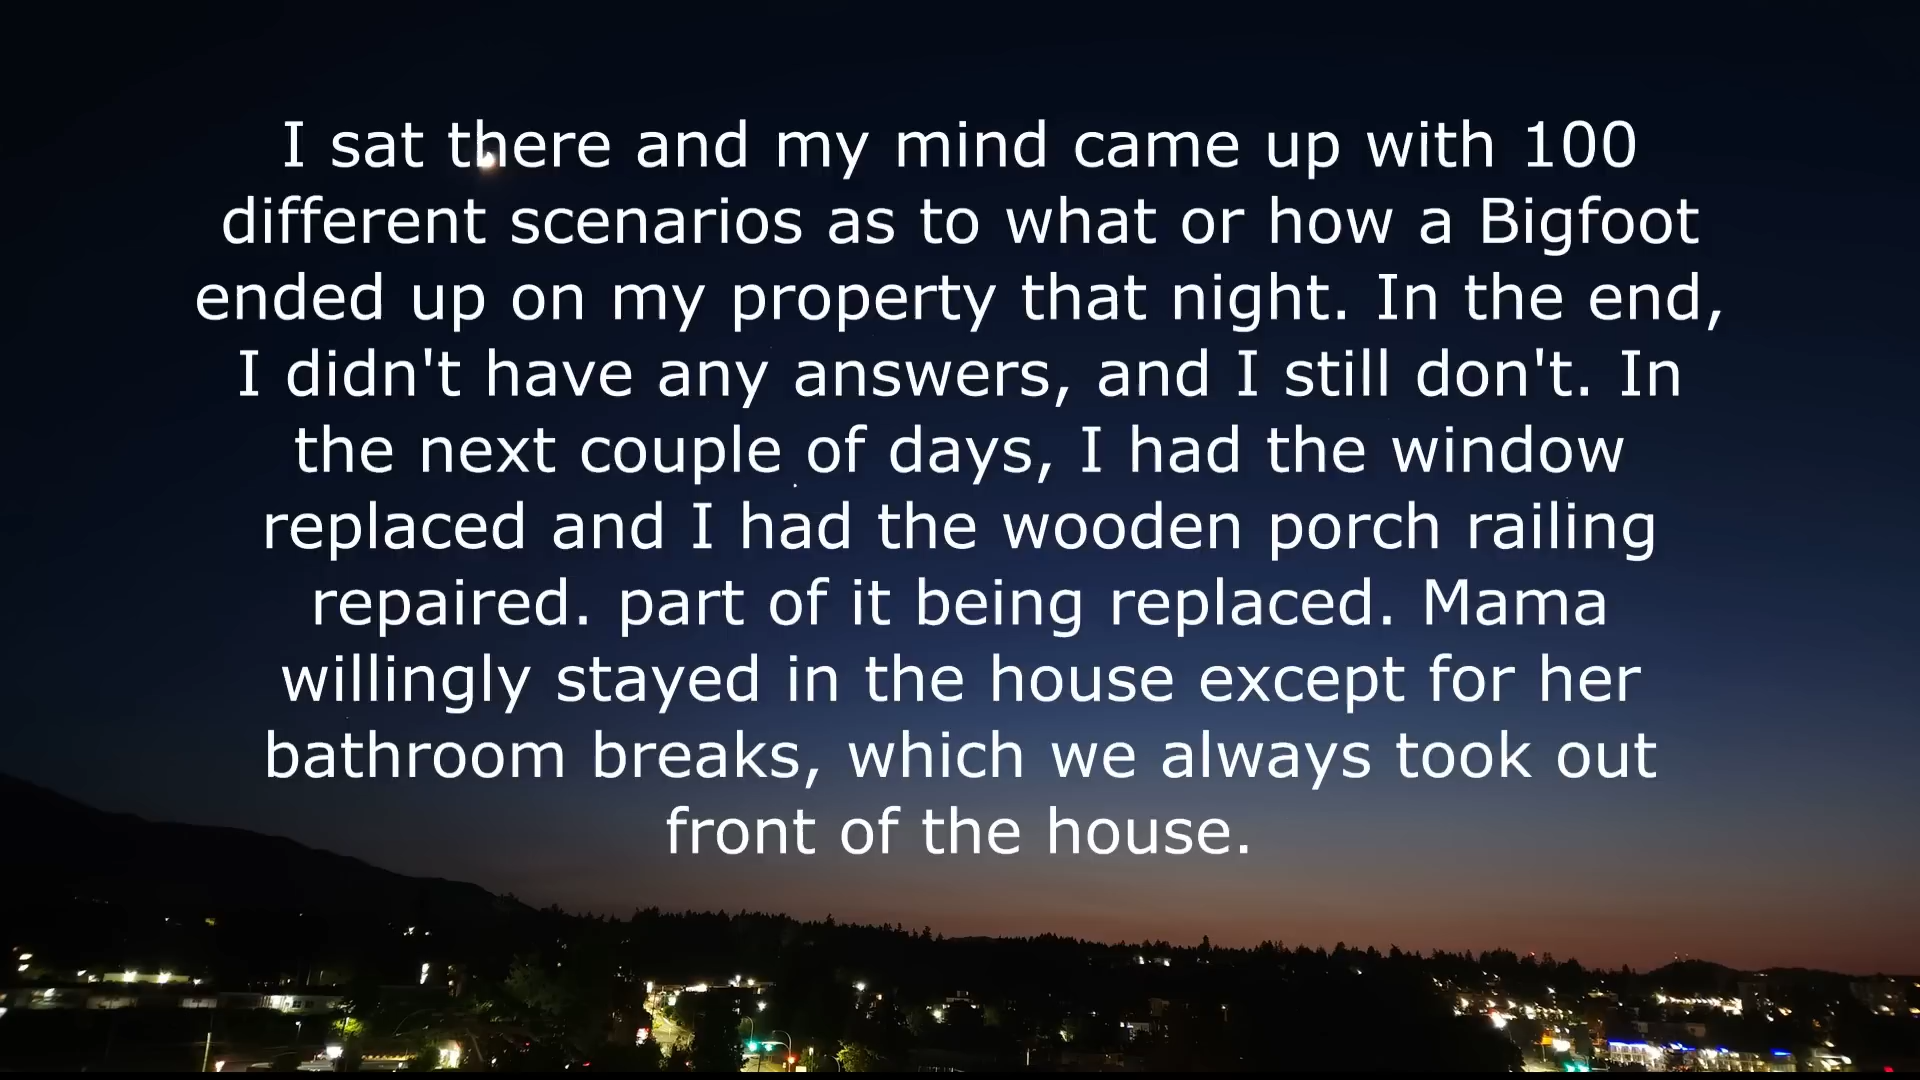 I sat there and my mind came up with 100
different scenarios as to what or how a Bigfoot
ended up on my property that night. In the end,
I didn't have any answers, and I still don't. In
the next couple of days, I had the window
replaced and I had the wooden porch railing
repaired. part of it being replaced. Mama
willingly stayed in the house except for her
bathroom breaks, which we always took out
front of the house.